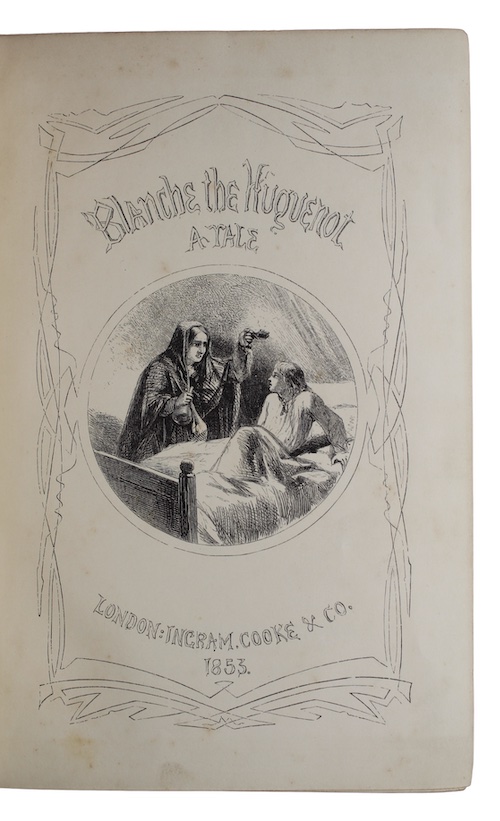 Blanche the Huguenot
A TALE
LONDON: INGRAM. COOKE & CO.
1853.